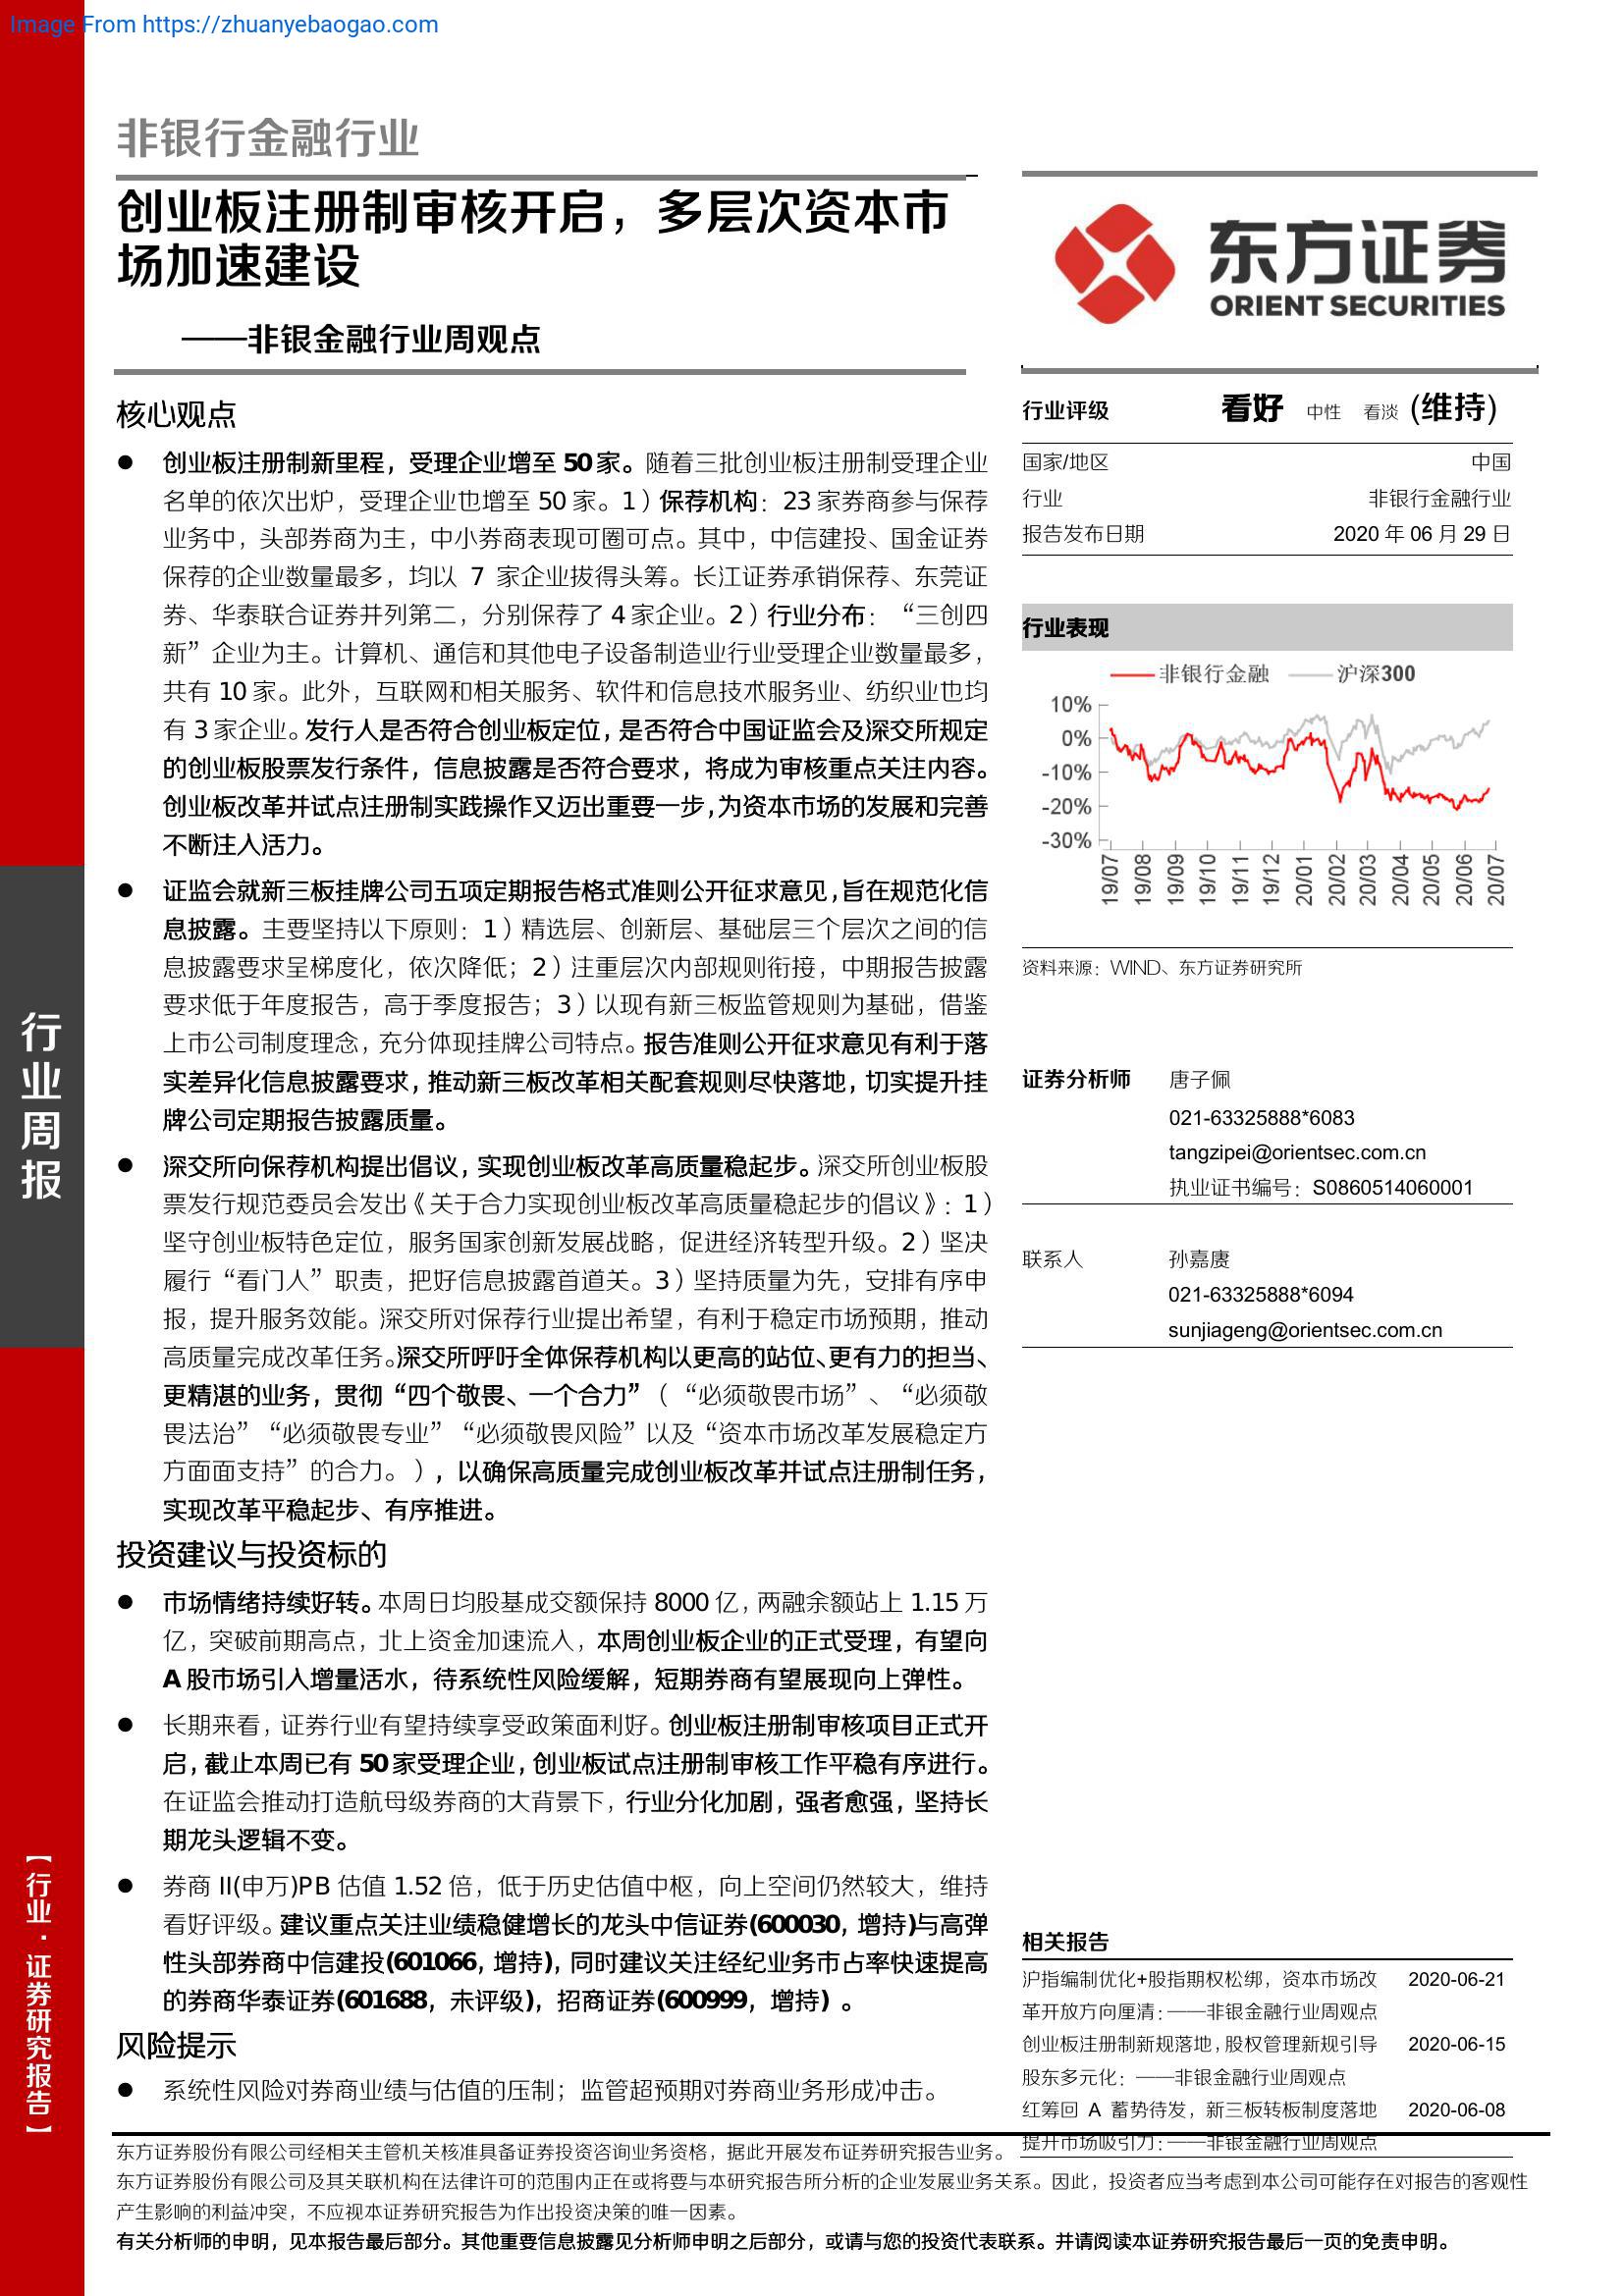 Image From https://zhuanyebaogao.com
非银行金融行业
创业板注册制审核开启，多层次资本市
场加速建设
——非银金融行业周观点
东方证券
ORIENT SECURITIES
核心观点
● 创业板注册制新里程，受理企业增至 50 家。随着三批创业板注册制受理企业
名单的依次出炉，受理企业也增至 50 家。1）保荐机构：23 家券商参与保荐
业务中，头部券商为主，中小券商表现可圈可点。其中，中信建投、国金证券
保荐的企业数量最多，均以 7 家企业拔得头筹。长江证券承销保荐、东莞证
券、华泰联合证券并列第二，分别保荐了 4 家企业。2）行业分布：“三创四
新”企业为主。计算机、通信和其他电子设备制造业行业受理企业数量最多，
共有 10 家。此外，互联网和相关服务、软件和信息技术服务业、纺织业也均
有 3 家企业。发行人是否符合创业板定位，是否符合中国证监会及深交所规定
的创业板股票发行条件，信息披露是否符合要求，将成为审核重点关注内容。
创业板改革并试点注册制实践操作又迈出重要一步，为资本市场的发展和完善
不断注入活力。
● 证监会就新三板挂牌公司五项定期报告格式准则公开征求意见，旨在规范化信
息披露。主要坚持以下原则：1）精选层、创新层、基础层三个层次之间的信
息披露要求呈梯度化，依次降低；2）注重层次内部规则衔接，中期报告披露
要求低于年度报告，高于季度报告；3）以现有新三板监管规则为基础，借鉴
上市公司制度理念，充分体现挂牌公司特点。报告准则公开征求意见有利于落
实差异化信息披露要求，推动新三板改革相关配套规则尽快落地，切实提升挂
牌公司定期报告披露质量。
● 深交所向保荐机构提出倡议，实现创业板改革高质量稳起步。深交所创业板股
票发行规范委员会发出《关于合力实现创业板改革高质量稳起步的倡议》：1）
坚守创业板特色定位，服务国家创新发展战略，促进经济转型升级。2）坚决
履行“看门人”职责，把好信息披露首道关。3）坚持质量为先，安排有序申
报，提升服务效能。深交所对保荐行业提出希望，有利于稳定市场预期，推动
高质量完成改革任务。深交所呼吁全体保荐机构以更高的站位、更有力的担当、
更精湛的业务，贯彻“四个敬畏、一个合力”（“必须敬畏市场”、“必须敬
畏法治”“必须敬畏专业”“必须敬畏风险”以及“资本市场改革发展稳定方
方面面支持”的合力。），以确保高质量完成创业板改革并试点注册制任务，
实现改革平稳起步、有序推进。
投资建议与投资标的
● 市场情绪持续好转。本周日均股基成交额保持 8000 亿，两融余额站上 1.15 万
亿，突破前期高点，北上资金加速流入，本周创业板企业的正式受理，有望向
A 股市场引入增量活水，待系统性风险缓解，短期券商有望展现向上弹性。
● 长期来看，证券行业有望持续享受政策面利好。创业板注册制审核项目正式开
启，截止本周已有 50 家受理企业，创业板试点注册制审核工作平稳有序进行。
在证监会推动打造航母级券商的大背景下，行业分化加剧，强者愈强，坚持长
期龙头逻辑不变。
● 券商 II(申万)PB 估值 1.52 倍，低于历史估值中枢，向上空间仍然较大，维持
看好评级。建议重点关注业绩稳健增长的龙头中信证券(600030，增持)与高弹
性头部券商中信建投(601066，增持)，同时建议关注经纪业务市占率快速提高
的券商华泰证券(601688，未评级)，招商证券(600999，增持) 。
风险提示
● 系统性风险对券商业绩与估值的压制；监管超预期对券商业务形成冲击。
行业评级 看好 中性 看淡 (维持)
国家/地区 中国
行业 非银行金融行业
报告发布日期 2020 年 06 月 29 日
行业表现
非银行金融 沪深300
10%
0%
-10%
-20%
-30%
19/07 19/08 19/09 19/10 19/11 19/12 20/01 20/02 20/03 20/04 20/05 20/06 20/07
资料来源：WIND、东方证券研究所
证券分析师 唐子佩
021-63325888*6083
tangzipei@orientsec.com.cn
执业证书编号：S0860514060001
联系人 孙嘉赓
021-63325888*6094
sunjiageng@orientsec.com.cn
相关报告
沪指编制优化+股指期权松绑，资本市场改 2020-06-21
革开放方向厘清：——非银金融行业周观点
创业板注册制新规落地，股权管理新规引导 2020-06-15
股东多元化：——非银金融行业周观点
红筹回 A 蓄势待发，新三板转板制度落地 2020-06-08
提升市场吸引力：——非银金融行业周观点
行业周报
【行业·证券研究报告】
东方证券股份有限公司经相关主管机关核准具备证券投资咨询业务资格，据此开展发布证券研究报告业务。
东方证券股份有限公司及其关联机构在法律许可的范围内正在或将要与本研究报告所分析的企业发展业务关系。因此，投资者应当考虑到本公司可能存在对报告的客观性
产生影响的利益冲突，不应视本证券研究报告为作出投资决策的唯一因素。
有关分析师的申明，见本报告最后部分。其他重要信息披露见分析师申明之后部分，或请与您的投资代表联系。并请阅读本证券研究报告最后一页的免责申明。